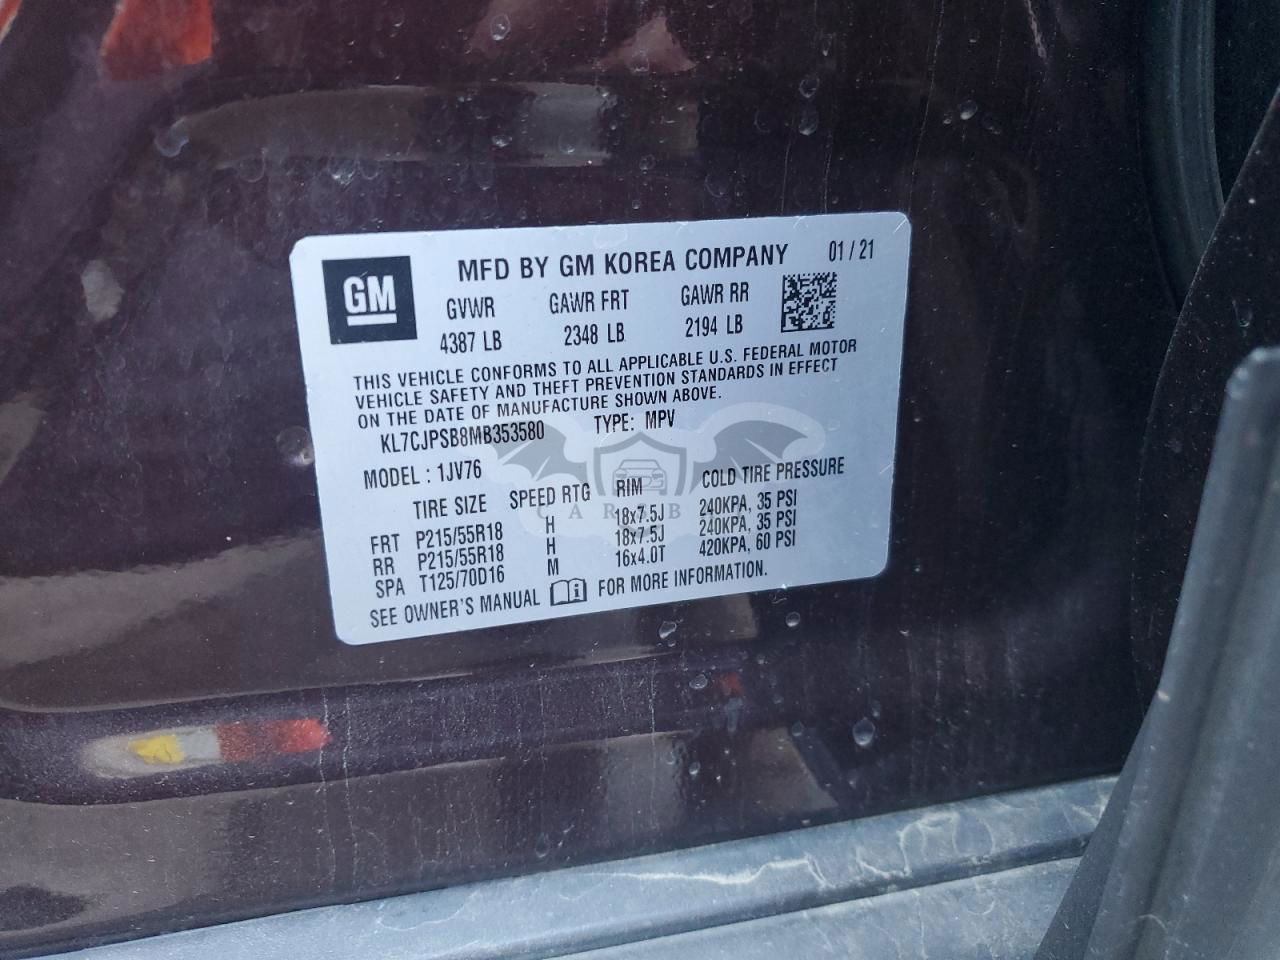 GM
MFD BY GM KOREA COMPANY 01 / 21
GVWR GAWR FRT GAWR RR
4387 LB 2348 LB 2194 LB
THIS VEHICLE CONFORMS TO ALL APPLICABLE U.S. FEDERAL MOTOR
VEHICLE SAFETY AND THEFT PREVENTION STANDARDS IN EFFECT
ON THE DATE OF MANUFACTURE SHOWN ABOVE.
KL7CJPSB8MB353580 TYPE: MPV
MODEL : 1JV76
TIRE SIZE SPEED RTG RIM COLD TIRE PRESSURE
FRT P215/55R18 H 18x7.5J 240KPA, 35 PSI
RR P215/55R18 H 18x7.5J 240KPA, 35 PSI
SPA T125/70D16 M 16x4.0T 420KPA, 60 PSI
SEE OWNER'S MANUAL FOR MORE INFORMATION.